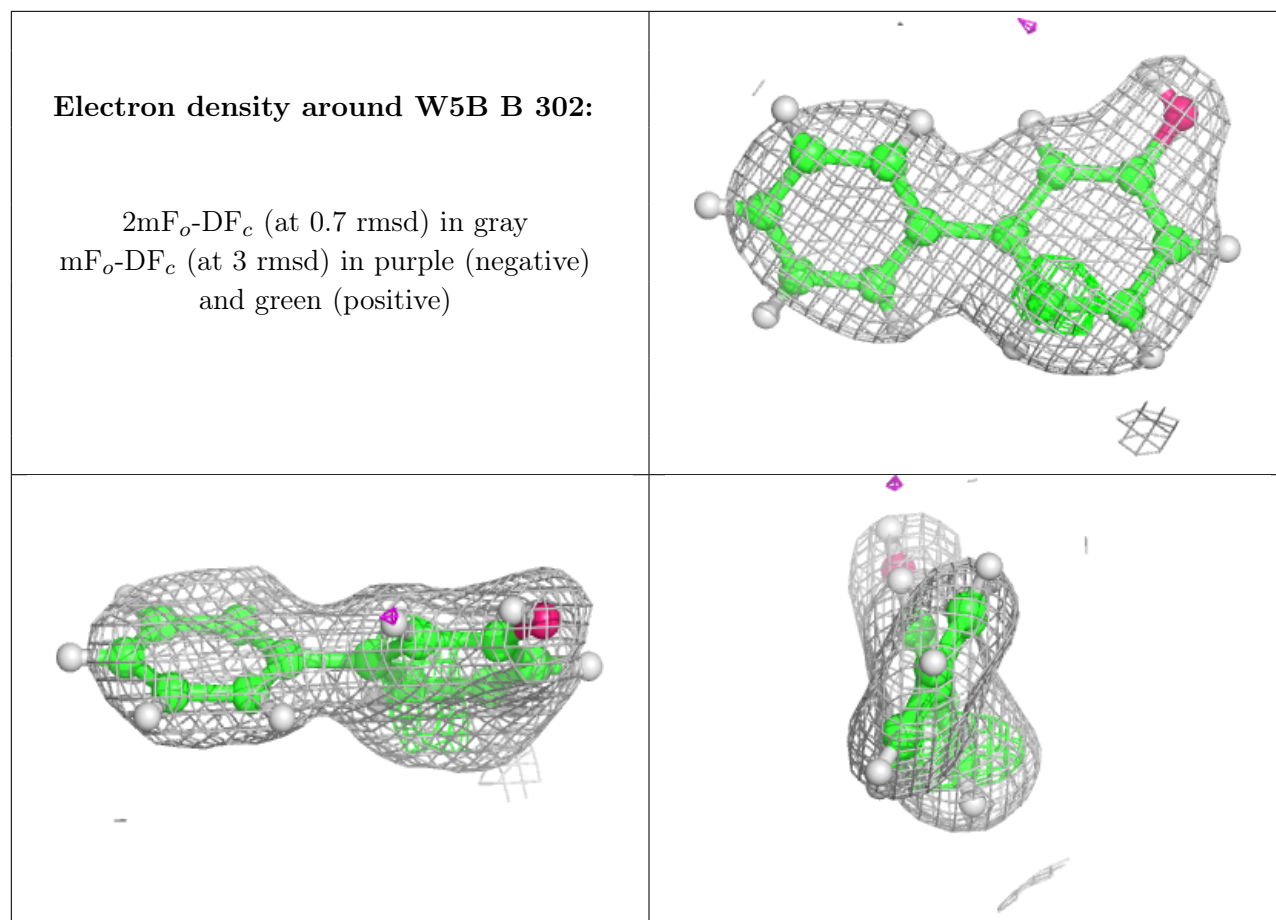 Electron density around W5B B 302:
2mFo-DFc (at 0.7 rmsd) in gray
mFo-DFc (at 3 rmsd) in purple (negative)
and green (positive)